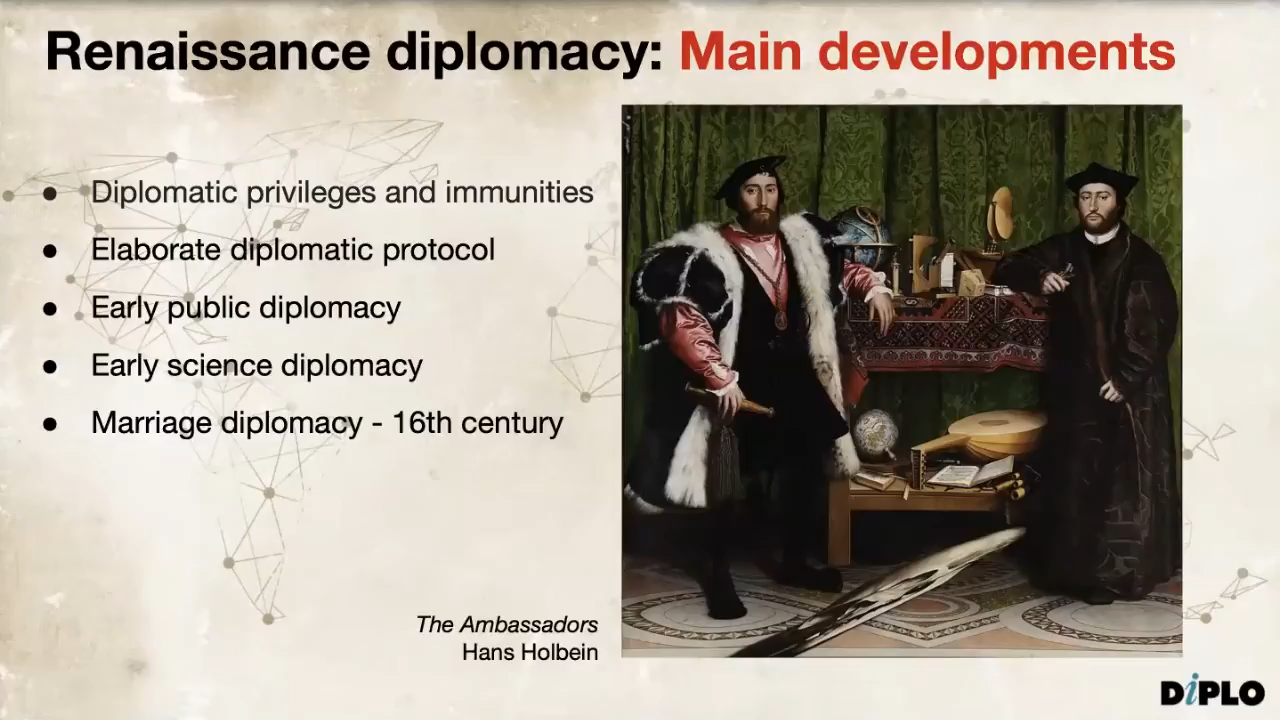 Renaissance diplomacy: Main developments
● Diplomatic privileges and immunities
● Elaborate diplomatic protocol
● Early public diplomacy
● Early science diplomacy
● Marriage diplomacy - 16th century
The Ambassadors
Hans Holbein
DiPLO